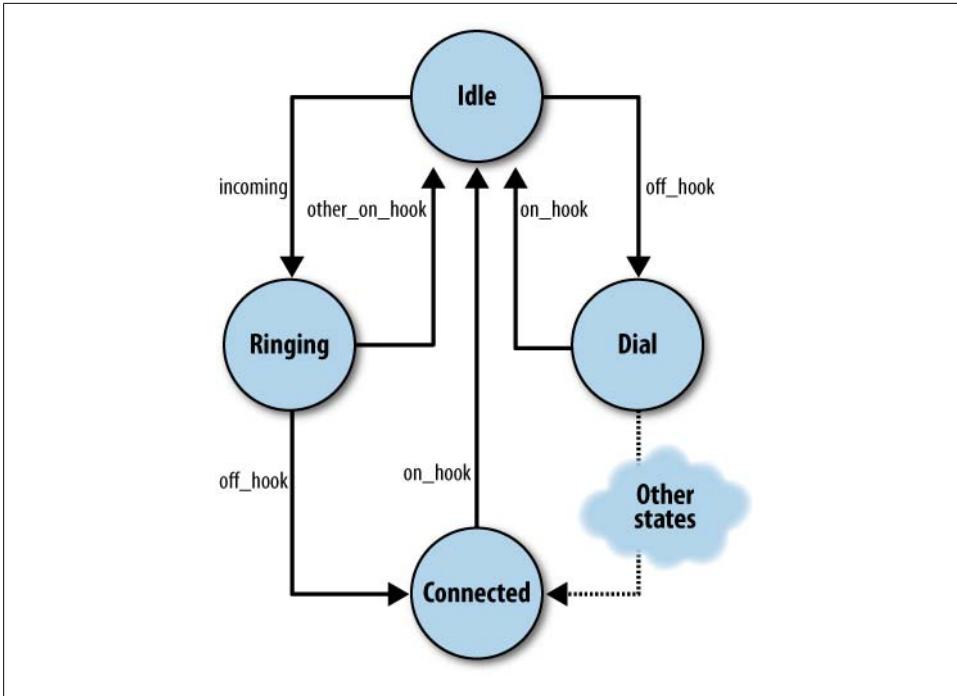 Idle
incoming
other_on_hook
on_hook
off_hook
Ringing
Dial
off_hook
on_hook
Other
states
Connected